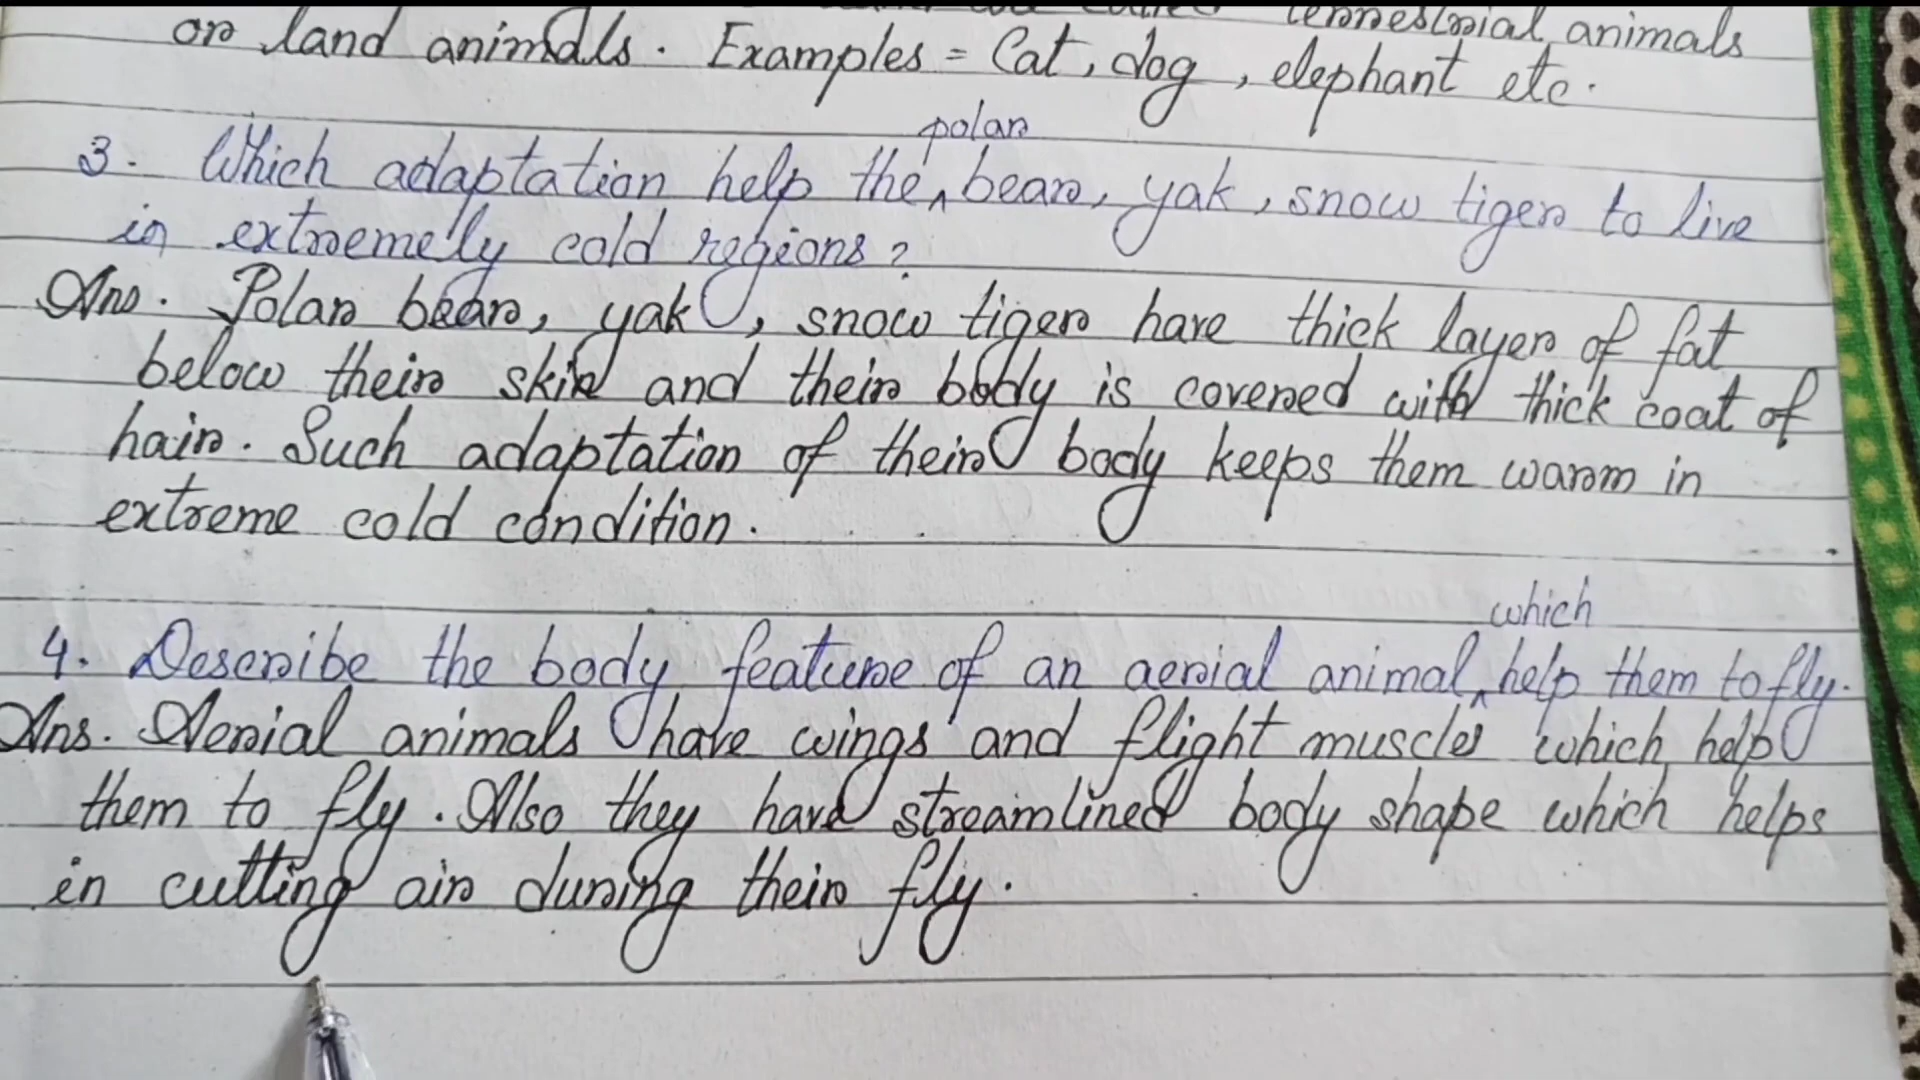 terrestrial animals
or land animals. Examples = Cat, dog, elephant etc.
polar
3. Which adaptation help the ^ bear, yak, snow tiger to live
in extremely cold regions?
Ans. Polar bear, yak, snow tiger have thick layer of fat
below their skin and their body is covered with thick coat of
hair. Such adaptation of their body keeps them warm in
extreme cold condition.
which
4. Describe the body feature of an aerial animal ^ help them to fly.
Ans. Aerial animals have wings and flight muscles which help
them to fly. Also they have streamlined body shape which helps
in cutting air during their fly.